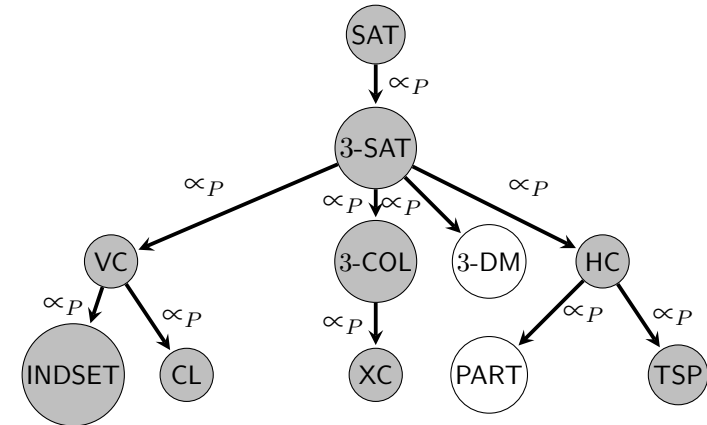 SAT
∝P
3-SAT
∝P ∝P ∝P ∝P
VC 3-COL 3-DM HC
∝P ∝P ∝P ∝P ∝P
INDSET CL XC PART TSP